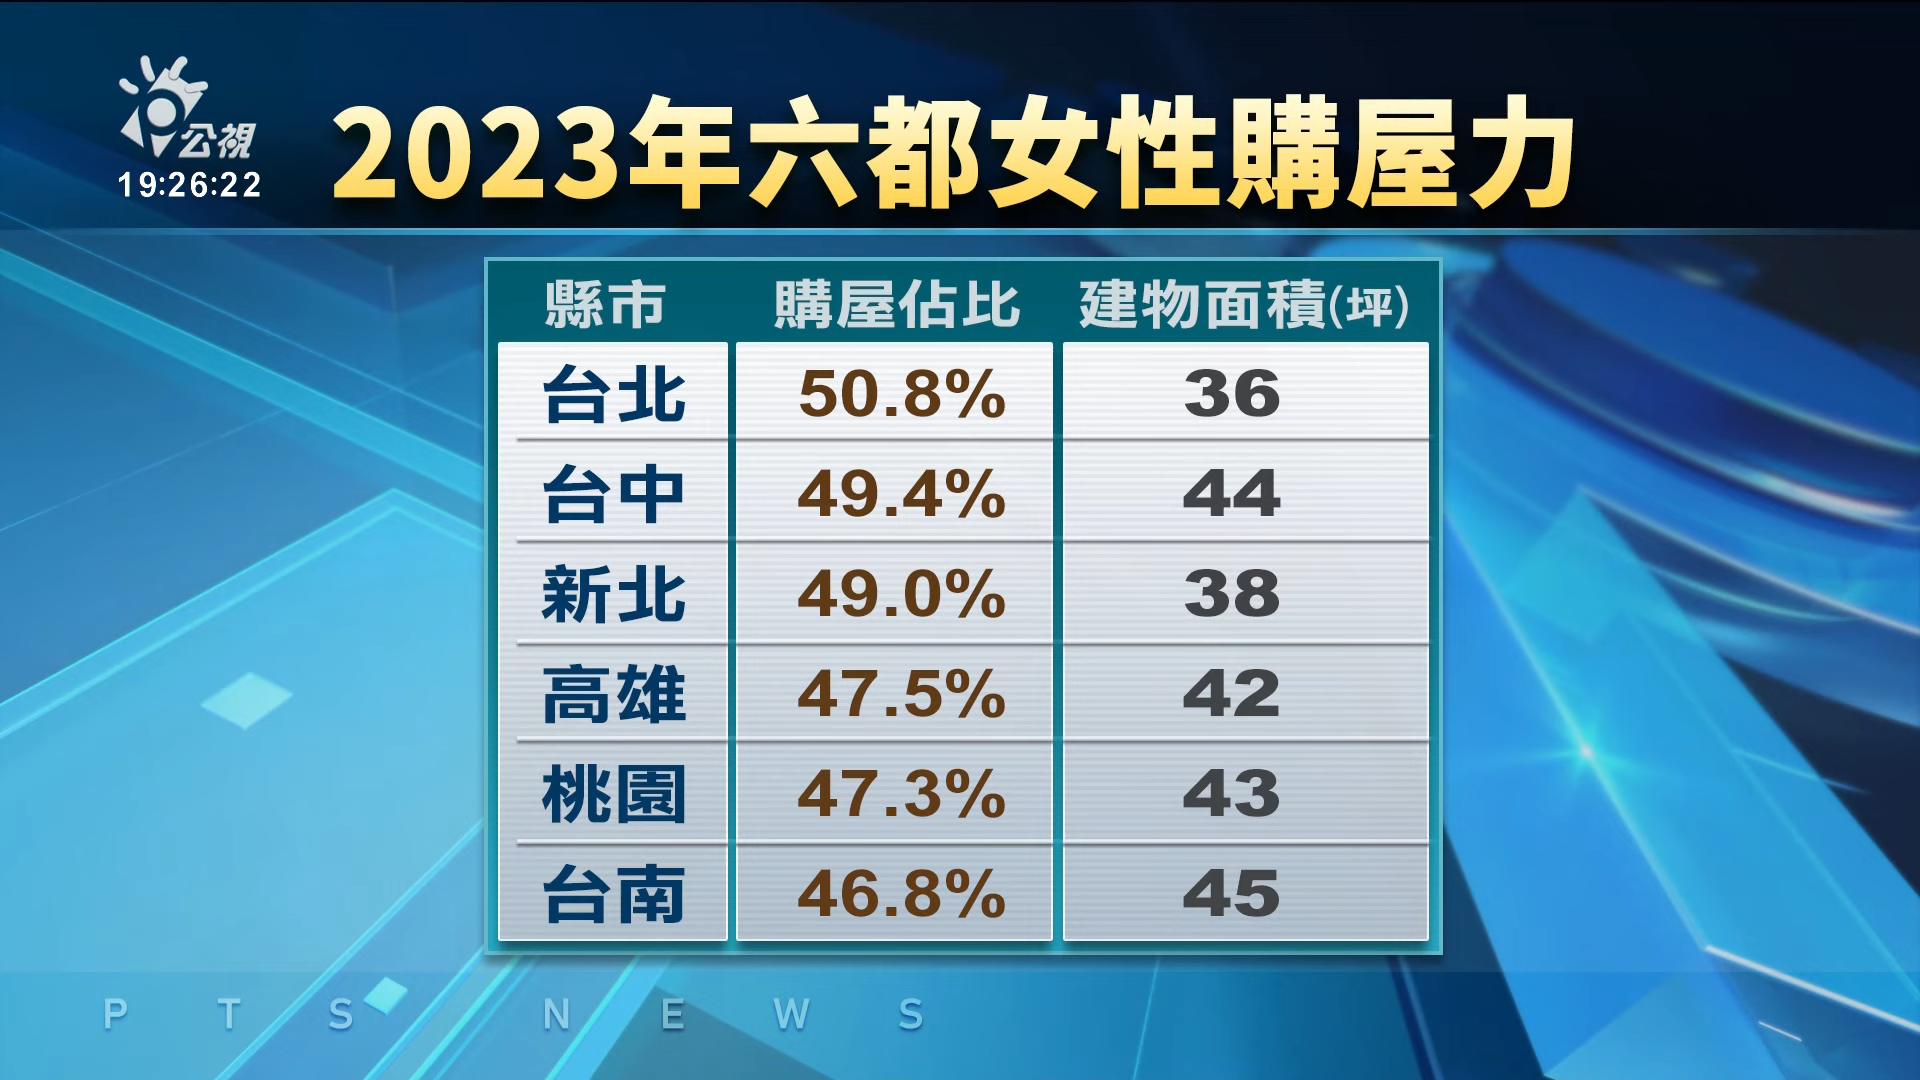 公視
19:26:22
2023年六都女性購屋力
縣市 購屋佔比 建物面積(坪)
台北 50.8% 36
台中 49.4% 44
新北 49.0% 38
高雄 47.5% 42
桃園 47.3% 43
台南 46.8% 45
PTS NEWS